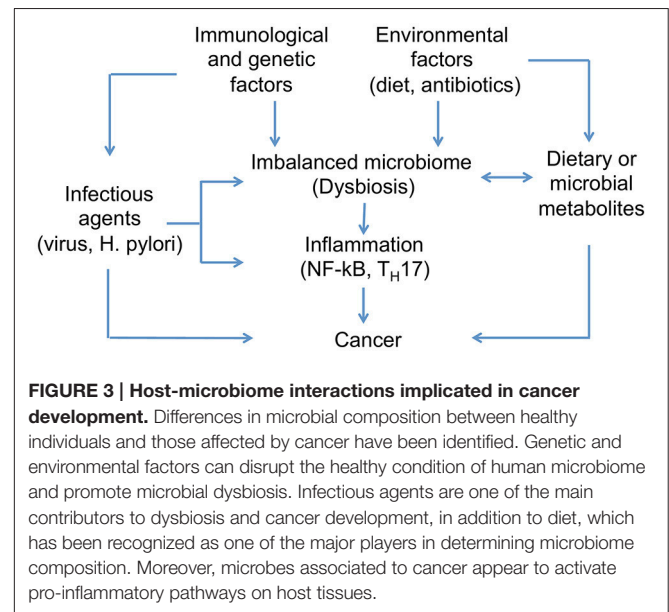 Immunological
and genetic
factors
Environmental
factors
(diet, antibiotics)
Imbalanced microbiome
(Dysbiosis)
Dietary or
microbial
metabolites
Infectious
agents
(virus, H. pylori)
Inflammation
(NF-kB, TH17)
Cancer
FIGURE 3 | Host-microbiome interactions implicated in cancer
development. Differences in microbial composition between healthy
individuals and those affected by cancer have been identified. Genetic and
environmental factors can disrupt the healthy condition of human microbiome
and promote microbial dysbiosis. Infectious agents are one of the main
contributors to dysbiosis and cancer development, in addition to diet, which
has been recognized as one of the major players in determining microbiome
composition. Moreover, microbes associated to cancer appear to activate
pro-inflammatory pathways on host tissues.